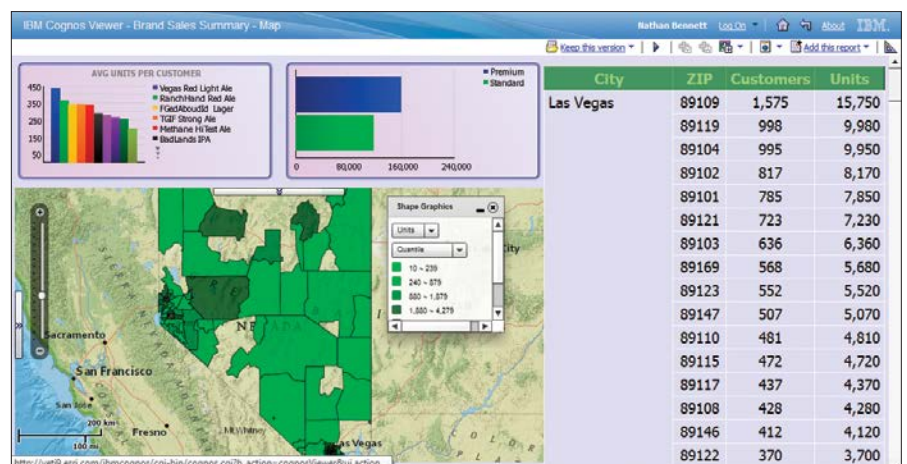 IBM Cognos Viewer - Brand Sales Summary - Map
Nathan Bennett Log On About IBM.
Keep this version Add this report
AVG UNITS PER CUSTOMER
450
350
250
150
50
Vegas Red Light Ale
RanchHand Red Ale
FGedAboudId Lager
TGIF Strong Ale
Methane HiTest Ale
BadLands IPA
Premium
Standard
0 80,000 160,000 240,000
City ZIP Customers Units
Las Vegas 89109 1,575 15,750
89119 998 9,980
89104 995 9,950
89102 817 8,170
89101 785 7,850
89121 723 7,230
89103 636 6,360
89169 568 5,680
89123 552 5,520
89147 507 5,070
89110 481 4,810
89115 472 4,720
89117 437 4,370
89108 428 4,280
89146 412 4,120
89122 370 3,700
Shape Graphics
Units
Quantile
10 ~ 239
240 ~ 879
880 ~ 1,879
1,880 ~ 4,279
City
NEVADA
Sacramento
San Francisco
San Jose
Fresno
Mt Whitney
Las Vegas
200 km
100 mi